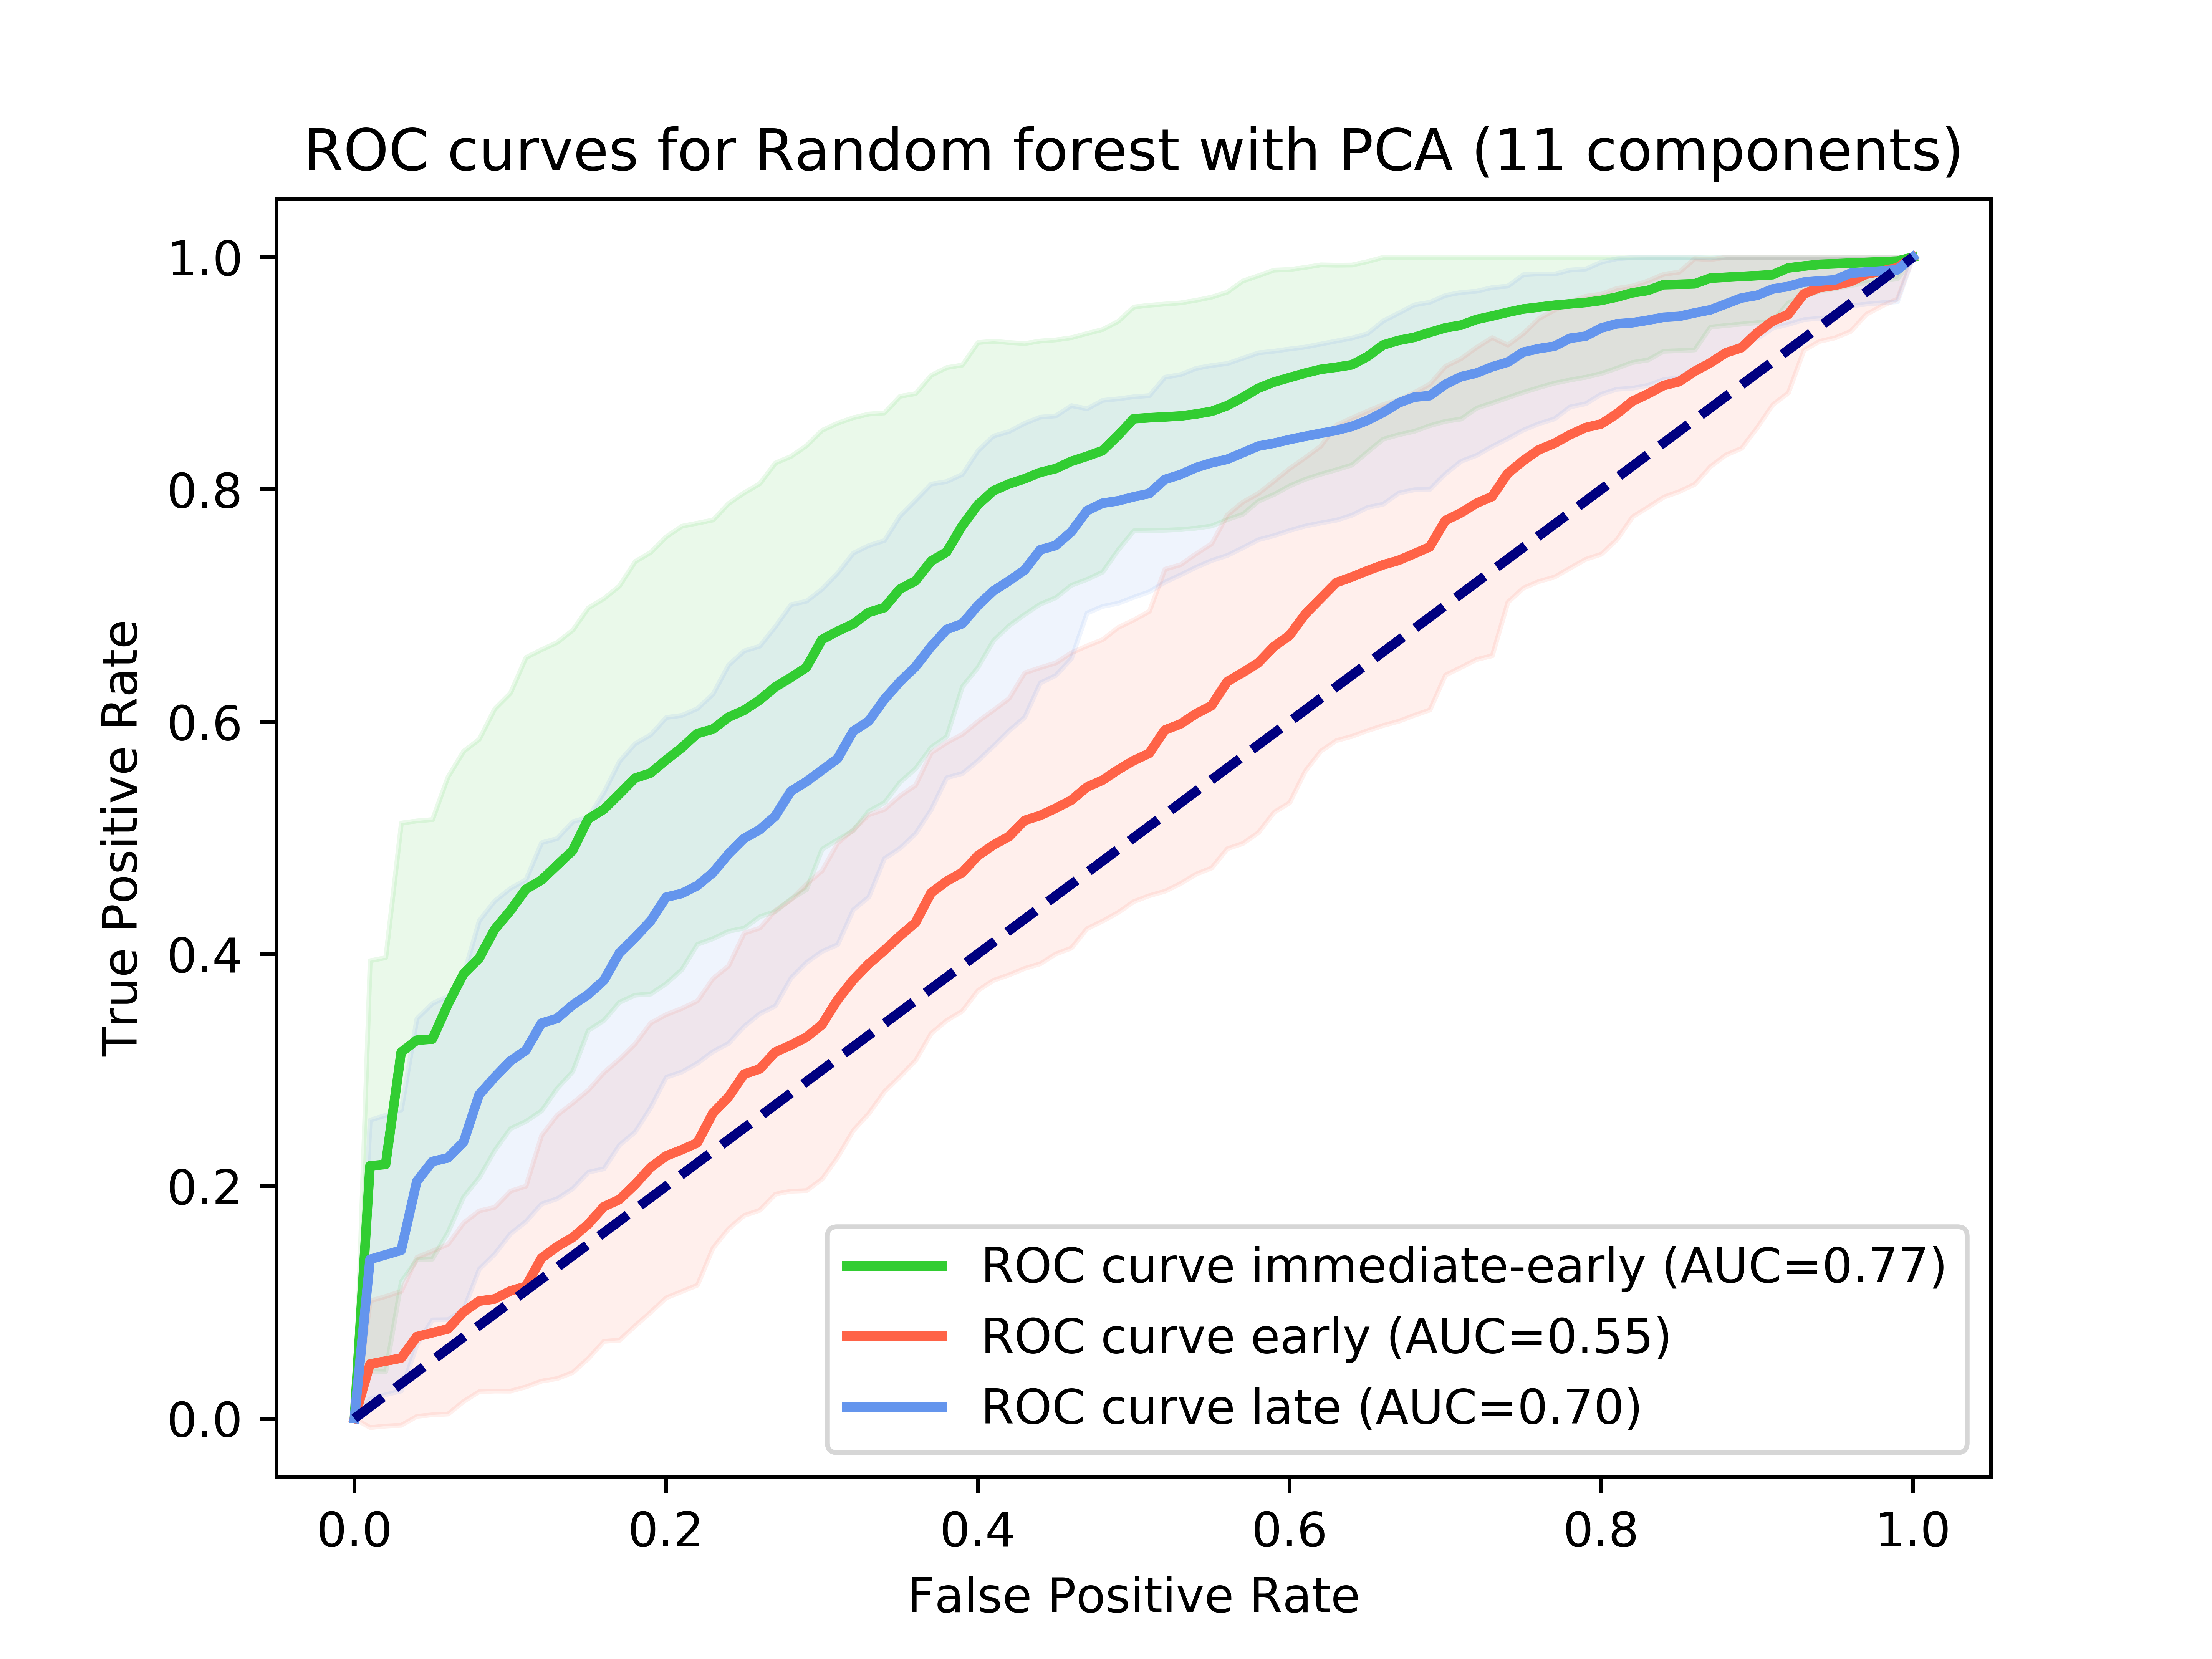 ROC curves for Random forest with PCA (11 components)
True Positive Rate
1.0
0.8
0.6
0.4
0.2
0.0
ROC curve immediate-early (AUC=0.77)
ROC curve early (AUC=0.55)
ROC curve late (AUC=0.70)
0.0 0.2 0.4 0.6 0.8 1.0
False Positive Rate